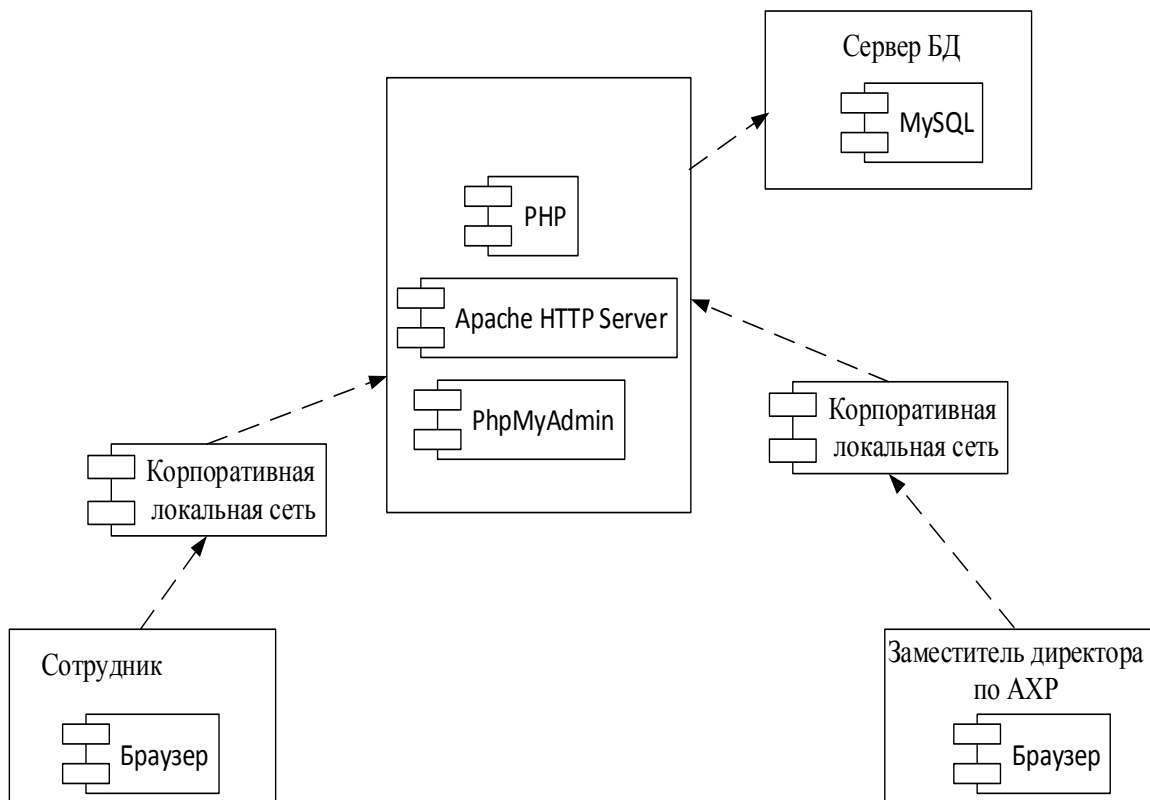 Сервер БД
MySQL
PHP
Apache HTTP Server
PhpMyAdmin
Корпоративная
локальная сеть
Корпоративная
локальная сеть
Сотрудник
Браузер
Заместитель директора
по АХР
Браузер